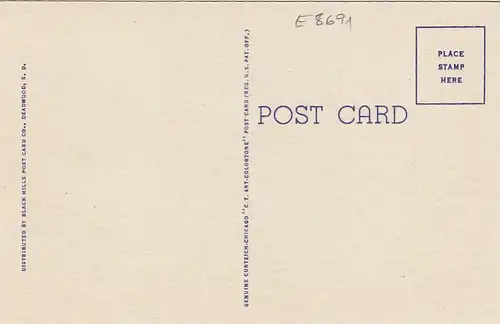 E 8691
PLACE
STAMP
HERE
POST CARD
GENUINE CURTEICH-CHICAGO "C.T. ART-COLORTONE" POST CARD (REG. U.S. PAT. OFF.)
DISTRIBUTED BY BLACK HILLS POST CARD CO., DEADWOOD, S. D.